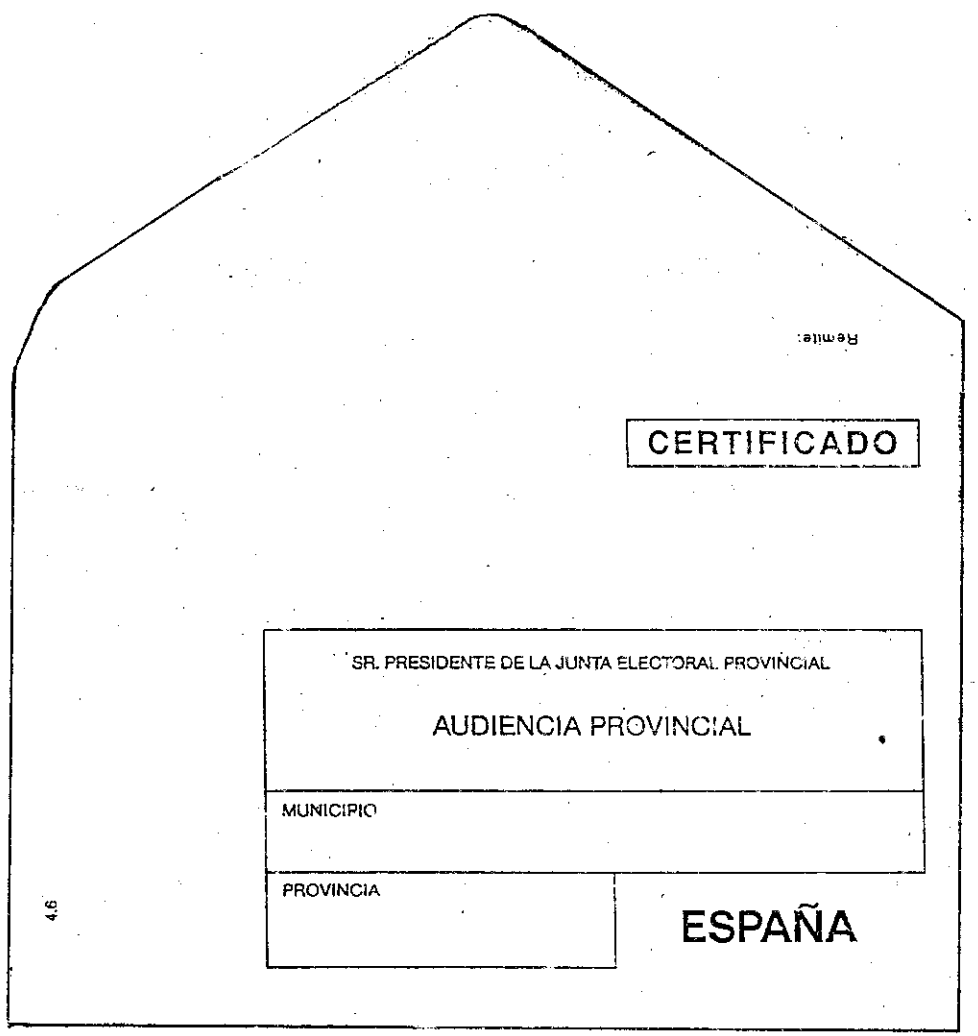 Remite:
CERTIFICADO
SR. PRESIDENTE DE LA JUNTA ELECTORAL PROVINCIAL
AUDIENCIA PROVINCIAL
MUNICIPIO
PROVINCIA
ESPAÑA
4.6